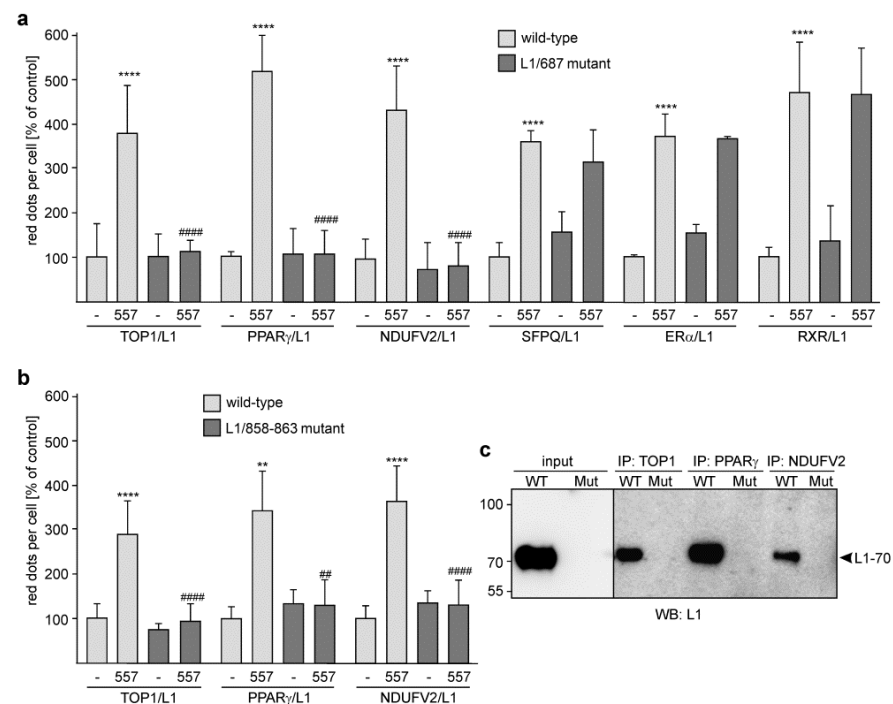 a
600
500
400
300
200
100
red dots per cell [% of control]
wild-type
L1/687 mutant
**** **** **** **** **** ****
#### #### ####
- 557 - 557 - 557 - 557 - 557 - 557 - 557 - 557 - 557 - 557 - 557 - 557
TOP1/L1 PPARγ/L1 NDUFV2/L1 SFPQ/L1 ERα/L1 RXR/L1
b
600
500
400
300
200
100
red dots per cell [% of control]
wild-type
L1/858-863 mutant
**** ** ****
#### ## ####
- 557 - 557 - 557 - 557 - 557 - 557
TOP1/L1 PPARγ/L1 NDUFV2/L1
c
input IP: TOP1 IP: PPARγ IP: NDUFV2
WT Mut WT Mut WT Mut WT Mut
100
70
55
L1-70
WB: L1